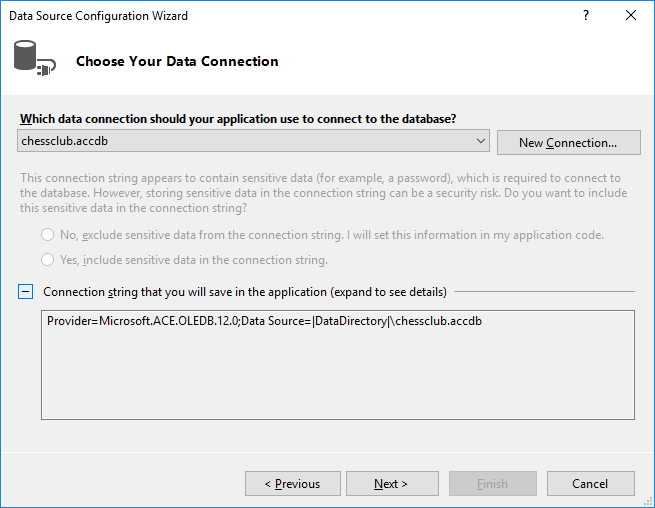 Data Source Configuration Wizard
?
Choose Your Data Connection
Which data connection should your application use to connect to the database?
chessclub.accdb
New Connection...
This connection string appears to contain sensitive data (for example, a password), which is required to connect to
the database. However, storing sensitive data in the connection string can be a security risk. Do you want to include
this sensitive data in the connection string?
No, exclude sensitive data from the connection string. I will set this information in my application code.
Yes, include sensitive data in the connection string.
Connection string that you will save in the application (expand to see details)
Provider=Microsoft.ACE.OLEDB.12.0;Data Source=|DataDirectory|\chessclub.accdb
< Previous
Next >
Finish
Cancel